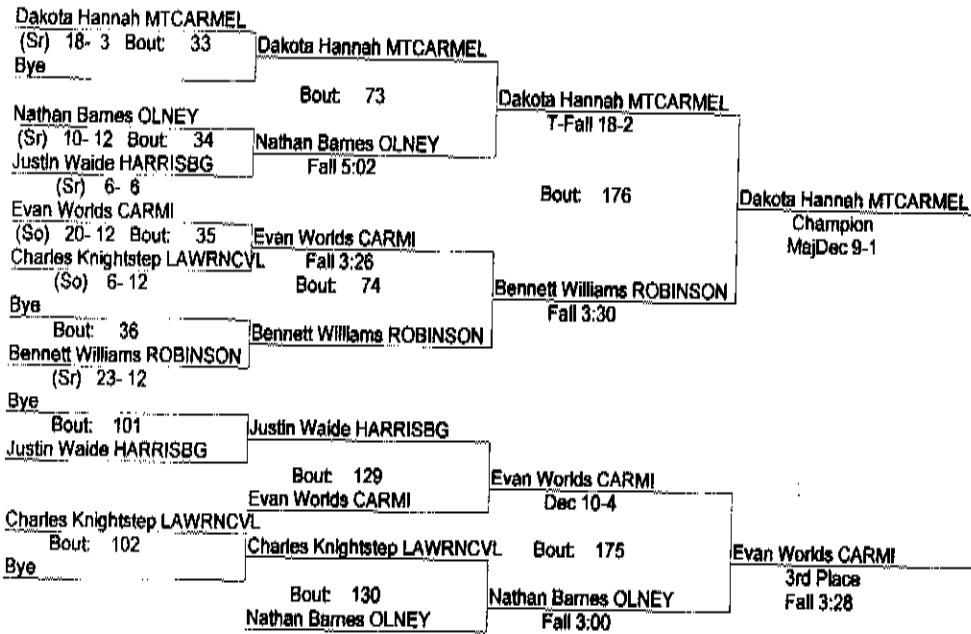 Dakota Hannah MTCARMEL
(Sr) 18- 3 Bout: 33
Bye
Dakota Hannah MTCARMEL
Bout: 73
Nathan Barnes OLNEY
(Sr) 10- 12 Bout: 34
Justin Waide HARRISBG
(Sr) 6- 6
Nathan Barnes OLNEY
Fall 5:02
Dakota Hannah MTCARMEL
T-Fall 18-2
Bout: 176
Evan Worlds CARMI
(So) 20- 12 Bout: 35
Charles Knightstep LAWRNCVL
(So) 6- 12
Evan Worlds CARMI
Fall 3:26
Bout: 74
Bye
Bout: 36
Bennett Williams ROBINSON
(Sr) 23- 12
Bennett Williams ROBINSON
Bennett Williams ROBINSON
Fall 3:30
Dakota Hannah MTCARMEL
Champion
MajDec 9-1
Bye
Bout: 101
Justin Waide HARRISBG
Justin Waide HARRISBG
Bout: 129
Evan Worlds CARMI
Evan Worlds CARMI
Dec 10-4
Charles Knightstep LAWRNCVL
Bout: 102
Bye
Charles Knightstep LAWRNCVL
Bout: 130
Nathan Barnes OLNEY
Bout: 175
Nathan Barnes OLNEY
Fall 3:00
Evan Worlds CARMI
3rd Place
Fall 3:28